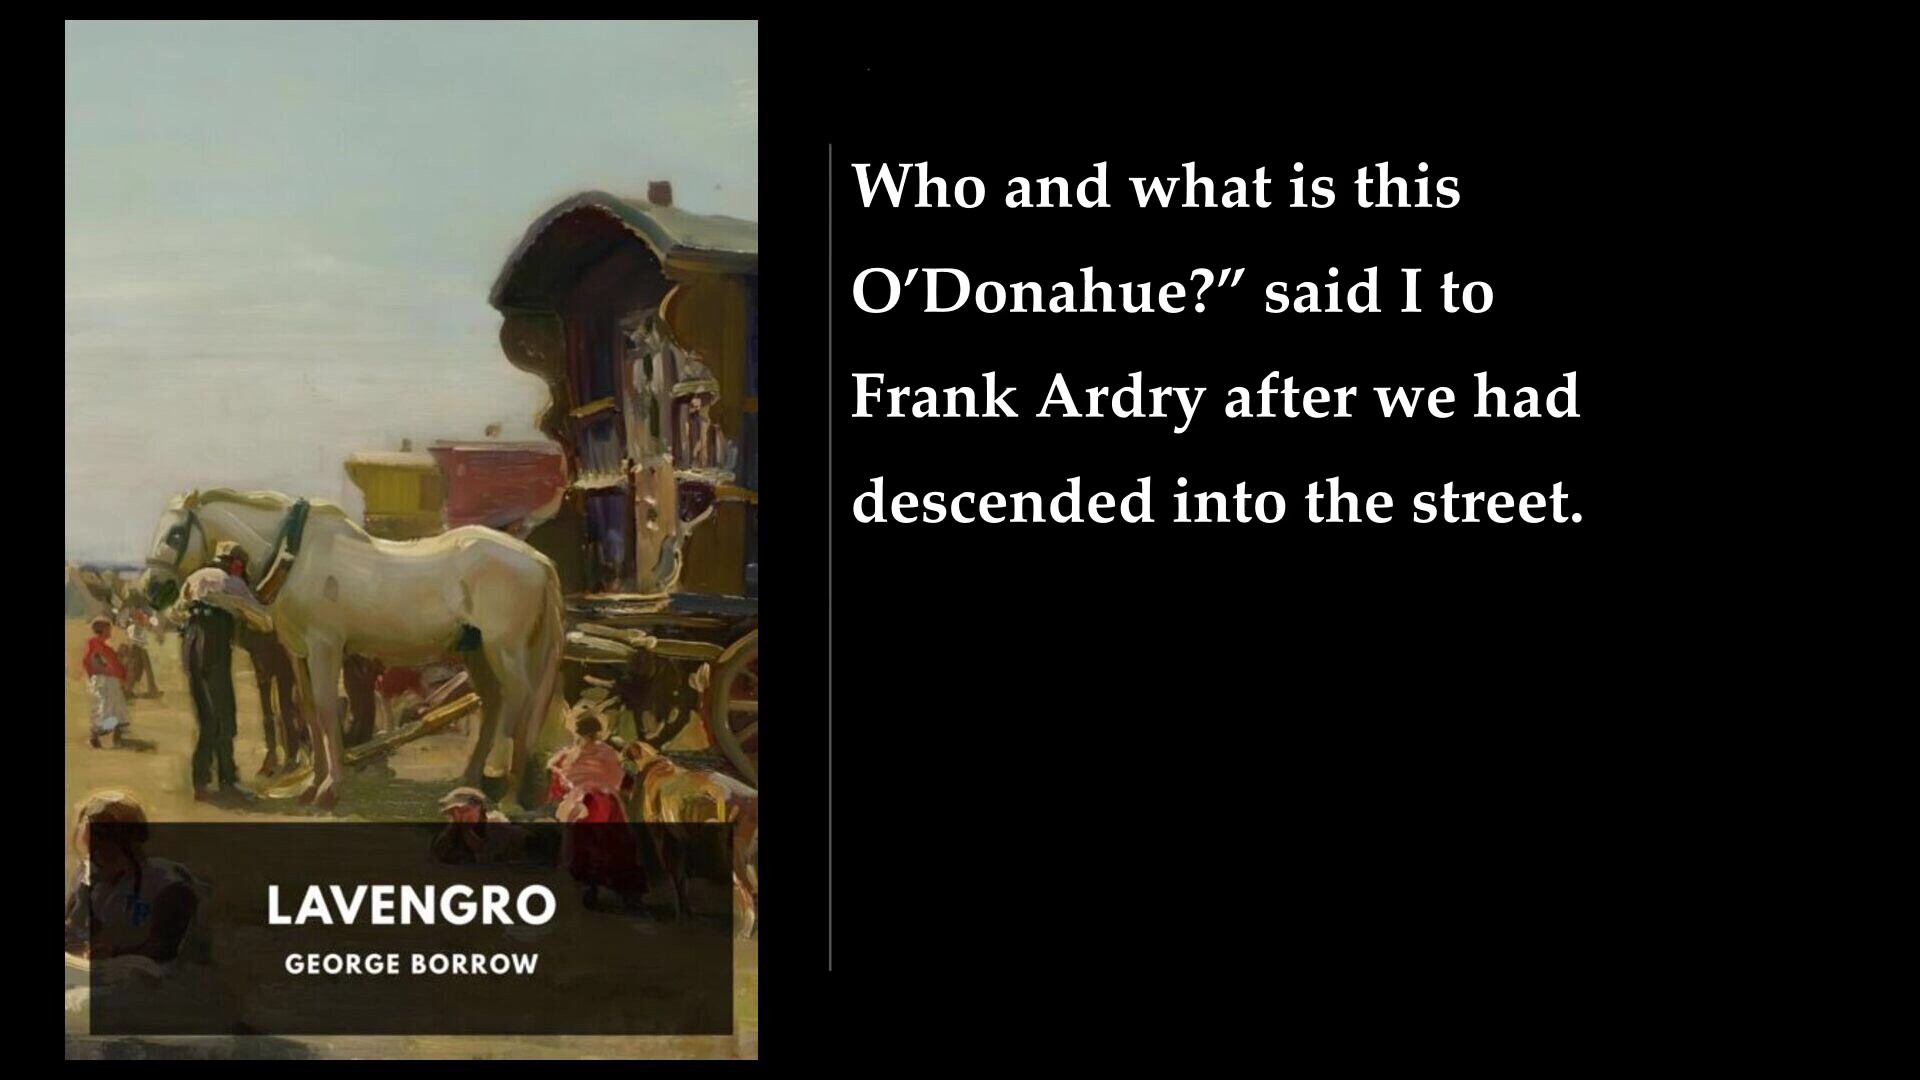 Who and what is this
O’Donahue?” said I to
Frank Ardry after we had
descended into the street.
LAVENGRO
GEORGE BORROW